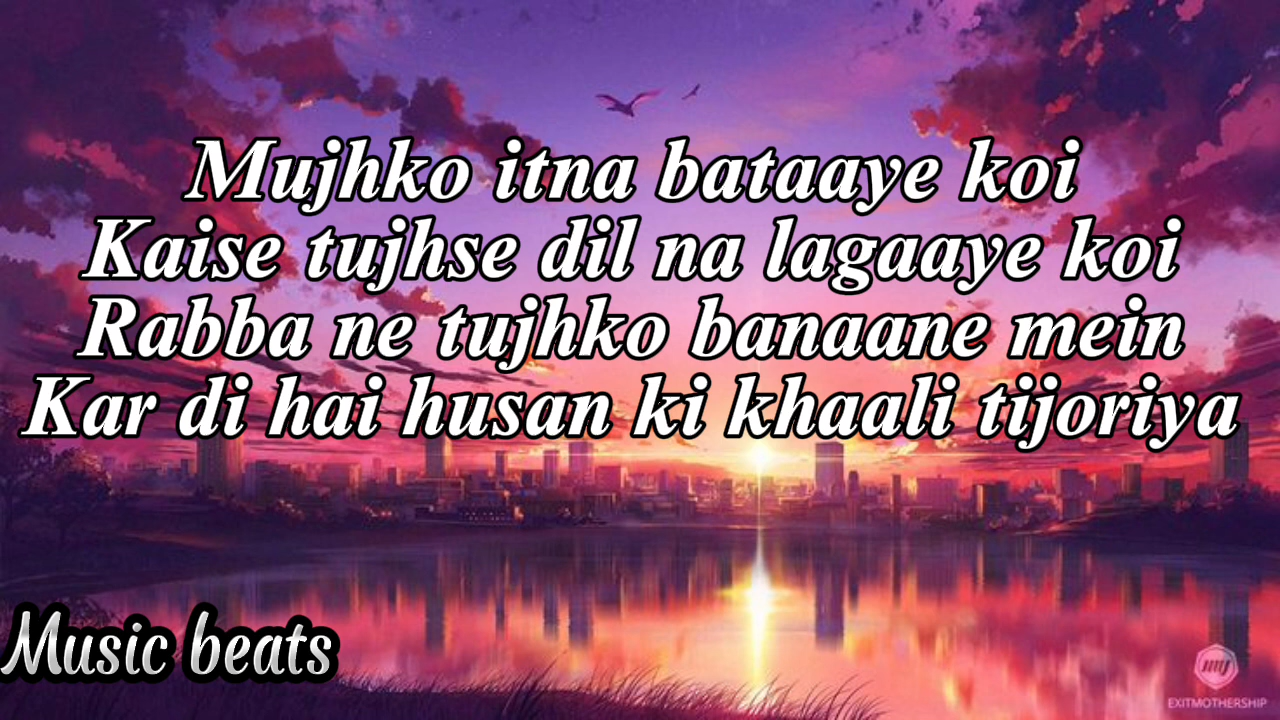 Mujhko itna bataaye koi
Kaise tujhse dil na lagaaye koi
Rabba ne tujhko banaane mein
Kar di hai husan ki khaali tijoriya
Music beats
EXITMOTHERSHIP